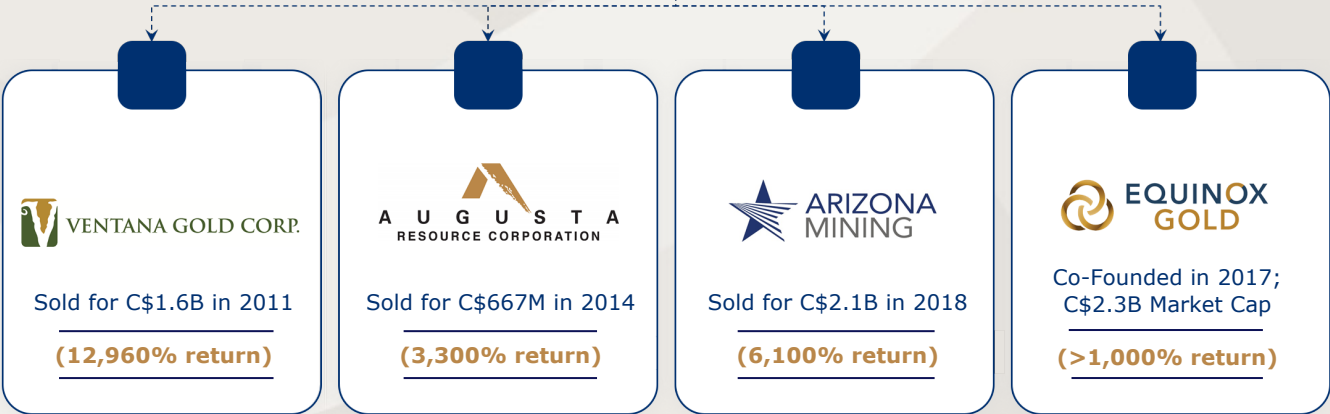 VENTANA GOLD CORP.
Sold for C$1.6B in 2011
(12,960% return)
AUGUSTA
RESOURCE CORPORATION
Sold for C$667M in 2014
(3,300% return)
ARIZONA
MINING
Sold for C$2.1B in 2018
(6,100% return)
EQUINOX
GOLD
Co-Founded in 2017;
C$2.3B Market Cap
(>1,000% return)